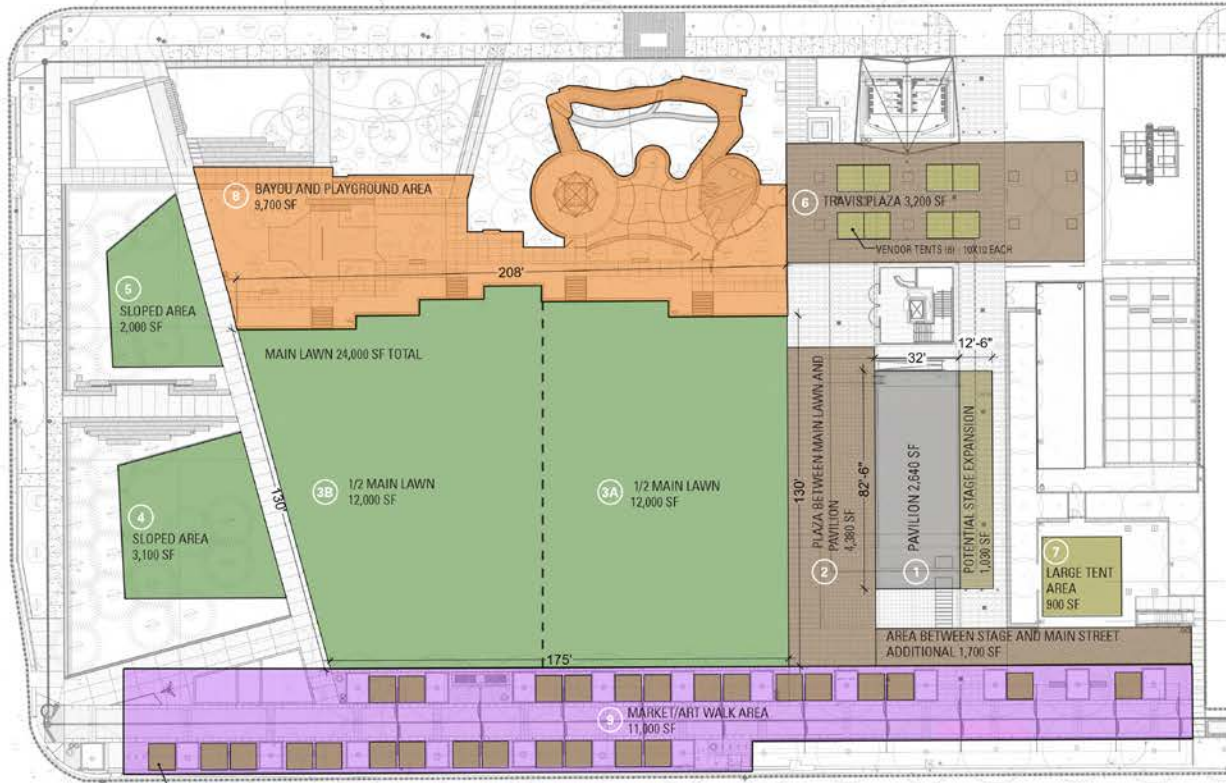 8
BAYOU AND PLAYGROUND AREA
9,700 SF
6
TRAVIS PLAZA 3,200 SF
VENDOR TENTS (8) 10X10 EACH
208'
5
SLOPED AREA
2,000 SF
MAIN LAWN 24,000 SF TOTAL
12'-6"
32'
3B
1/2 MAIN LAWN
12,000 SF
3A
1/2 MAIN LAWN
12,000 SF
130'
130'
82'-6"
PLAZA BETWEEN MAIN LAWN AND
PAVILION
4,380 SF
2
PAVILION 2,640 SF
1
POTENTIAL STAGE EXPANSION
1,030 SF
4
SLOPED AREA
3,100 SF
7
LARGE TENT
AREA
900 SF
AREA BETWEEN STAGE AND MAIN STREET
ADDITIONAL 1,700 SF
175'
9
MARKET/ART WALK AREA
11,000 SF